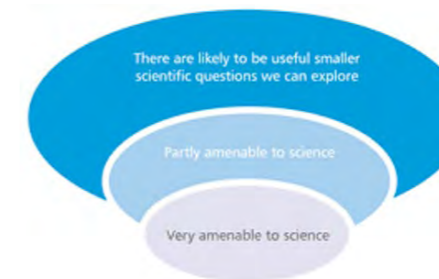 There are likely to be useful smaller
scientific questions we can explore
Partly amenable to science
Very amenable to science